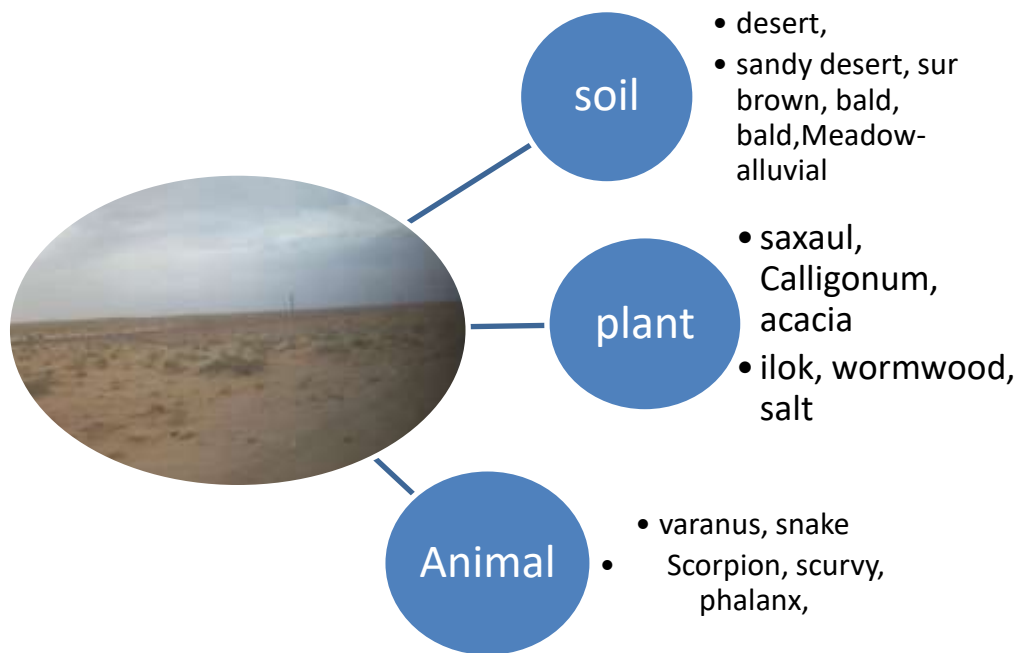 soil
• desert,
• sandy desert, sur
brown, bald,
bald,Meadow-
alluvial
plant
• saxaul,
Calligonum,
acacia
• ilok, wormwood,
salt
Animal
• varanus, snake
• Scorpion, scurvy,
phalanx,